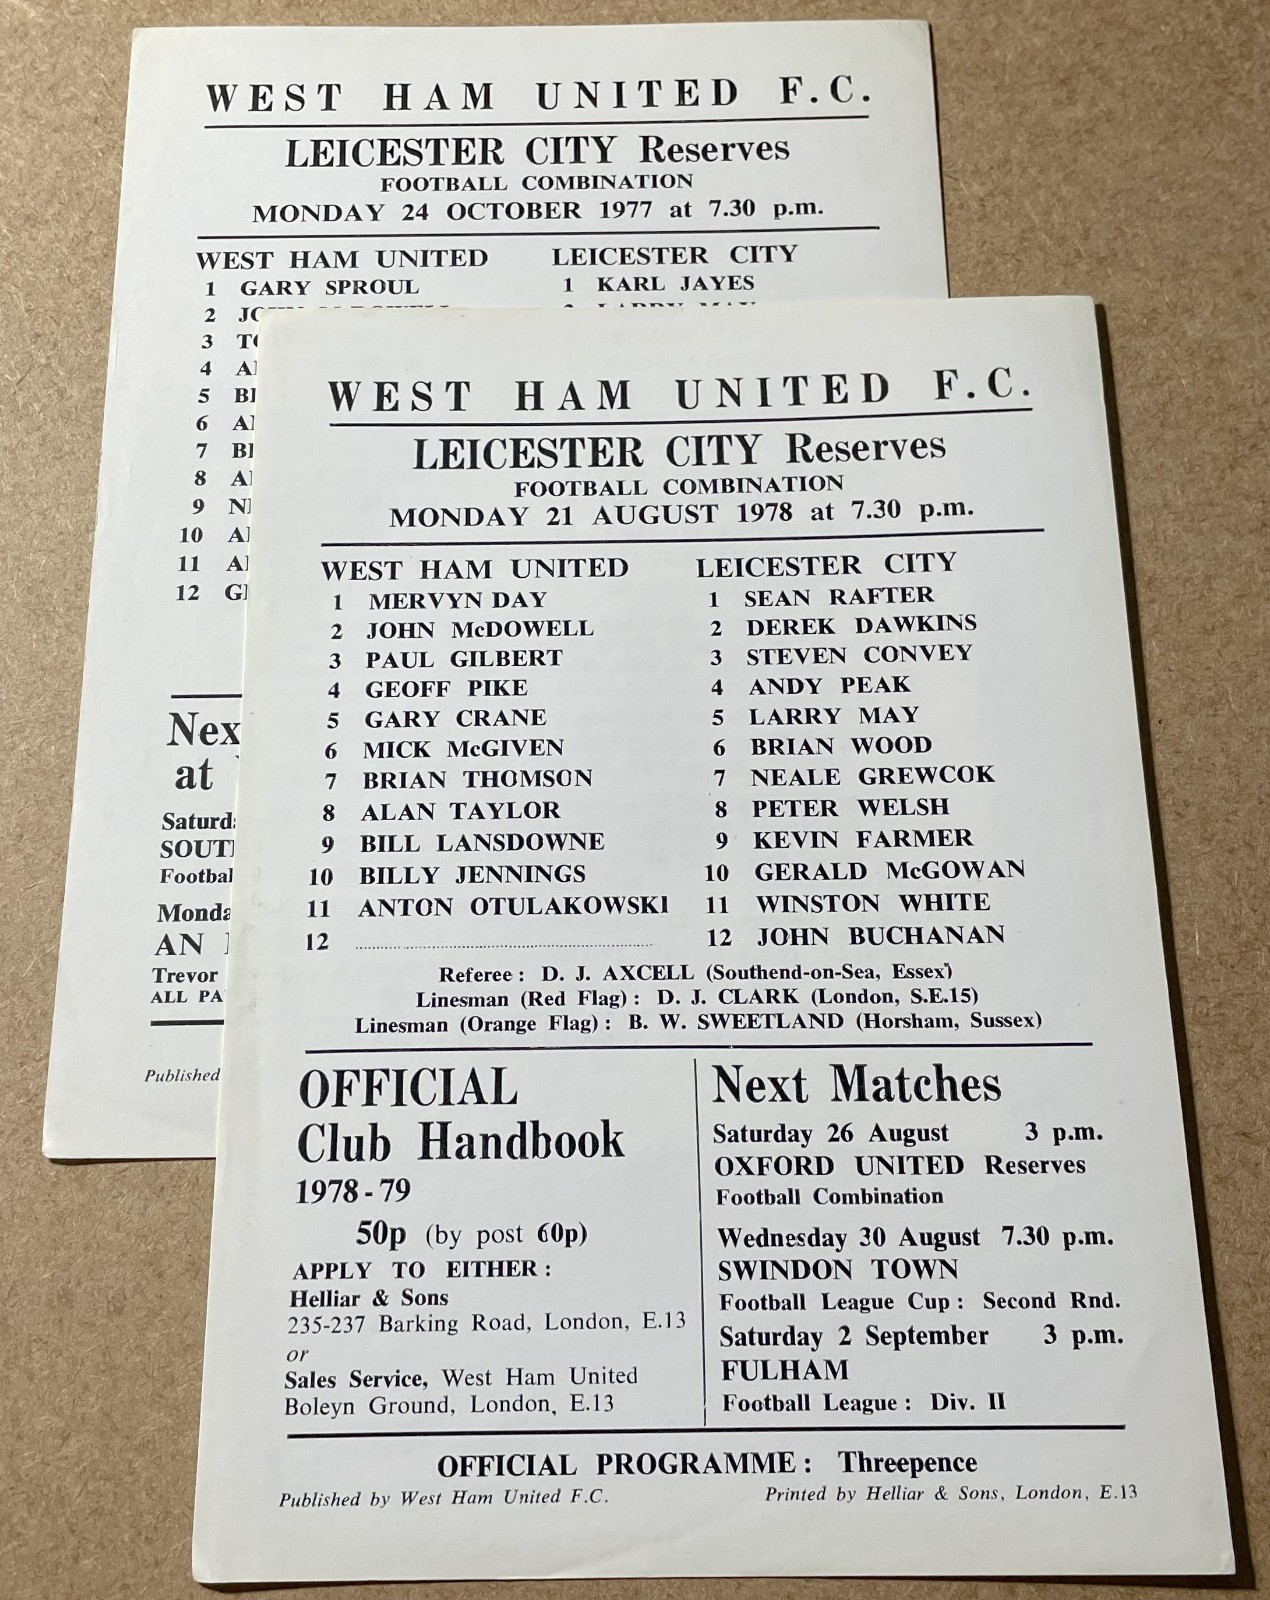 WEST HAM UNITED F.C.
LEICESTER CITY Reserves
FOOTBALL COMBINATION
MONDAY 24 OCTOBER 1977 at 7.30 p.m.
WEST HAM UNITED
1 GARY SPROUL
2
3
4
5
6
7
8
9
10
11
12
LEICESTER CITY
1 KARL JAYES
LARRY MAY
at
SOUT
Published
WEST HAM UNITED F.C.
LEICESTER CITY Reserves
FOOTBALL COMBINATION
MONDAY 21 AUGUST 1978 at 7.30 p.m.
WEST HAM UNITED
1 MERVYN DAY
2 JOHN McDOWELL
3 PAUL GILBERT
4 GEOFF PIKE
5 GARY CRANE
6 MICK McGIVEN
7 BRIAN THOMSON
8 ALAN TAYLOR
9 BILL LANSDOWNE
10 BILLY JENNINGS
11 ANTON OTULAKOWSKI
12
LEICESTER CITY
1 SEAN RAFTER
2 DEREK DAWKINS
3 STEVEN CONVEY
4 ANDY PEAK
5 LARRY MAY
6 BRIAN WOOD
7 NEALE GREWCOK
8 PETER WELSH
9 KEVIN FARMER
10 GERALD McGOWAN
11 WINSTON WHITE
12 JOHN BUCHANAN
Referee : D. J. AXCELL (Southend-on-Sea, Essex)
Linesman (Red Flag) : D. J. CLARK (London, S.E.15)
Linesman (Orange Flag) : B. W. SWEETLAND (Horsham, Sussex)
OFFICIAL
Club Handbook
1978-79
50p (by post 60p)
APPLY TO EITHER :
Helliar & Sons
235-237 Barking Road, London, E.13
or
Sales Service, West Ham United
Boleyn Ground, London, E.13
Next Matches
Saturday 26 August 3 p.m.
OXFORD UNITED Reserves
Football Combination
Wednesday 30 August 7.30 p.m.
SWINDON TOWN
Football League Cup : Second Rnd.
Saturday 2 September 3 p.m.
FULHAM
Football League : Div. II
OFFICIAL PROGRAMME : Threepence
Published by West Ham United F.C.
Printed by Helliar & Sons, London, E.13